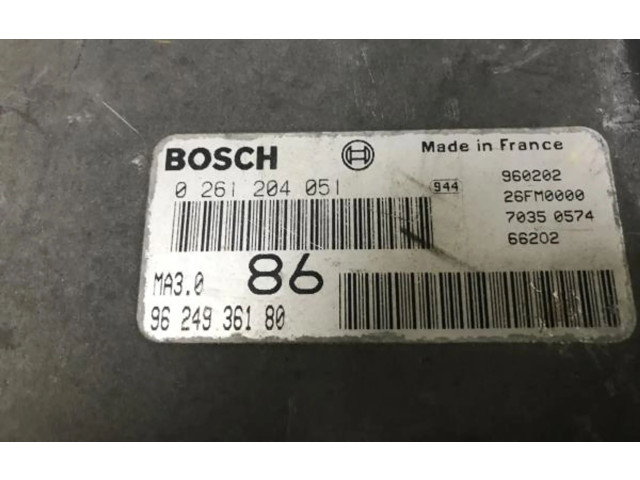 BOSCH
Made in France
0 261 204 051
944
960202
26FM0000
7035 0574
66202
MA3.0
86
96 249 361 80